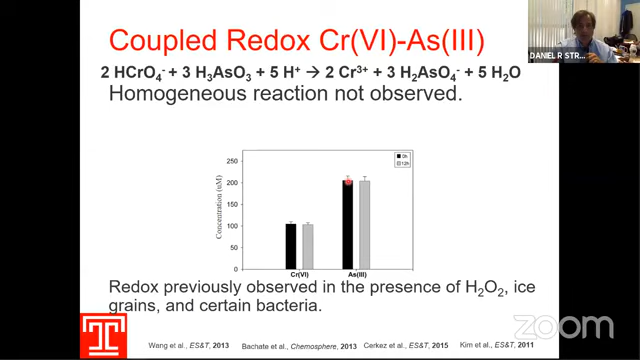 Coupled Redox Cr(VI)-As(III)
DANIEL R STR...
2 HCrO₄⁻ + 3 H₃AsO₃ + 5 H⁺ → 2 Cr³⁺ + 3 H₂AsO₄⁻ + 5 H₂O
Homogeneous reaction not observed.
0h
12h
Concentration (uM)
250
200
150
100
50
0
Cr(VI)
As(III)
Redox previously observed in the presence of H₂O₂, ice
grains, and certain bacteria.
zoom
Wang et al., ES&T, 2013
Bachate et al., Chemosphere, 2013
Cerkez et al., ES&T, 2015
Kim et al., ES&T, 2011